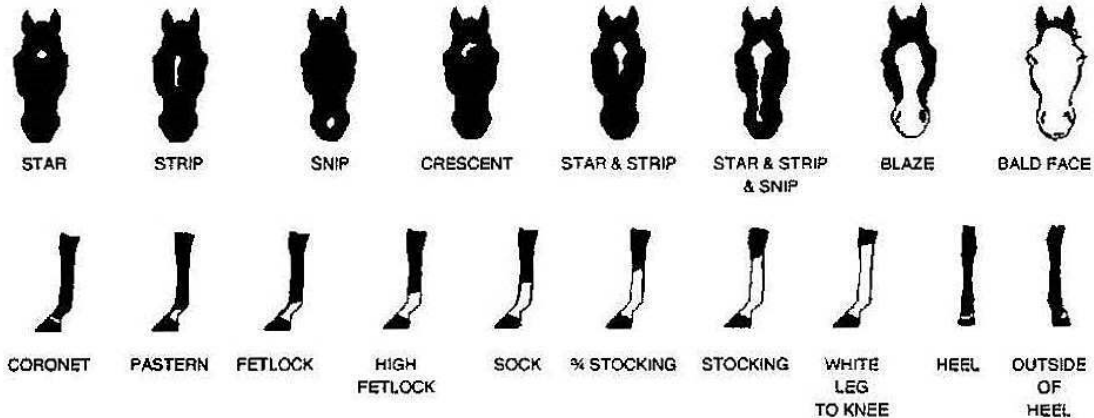 STAR STRIP SNIP CRESCENT STAR & STRIP STAR & STRIP BLAZE BALD FACE
& SNIP
CORONET PASTERN FETLOCK HIGH SOCK ¾ STOCKING STOCKING WHITE HEEL OUTSIDE
FETLOCK LEG OF
TO KNEE HEEL